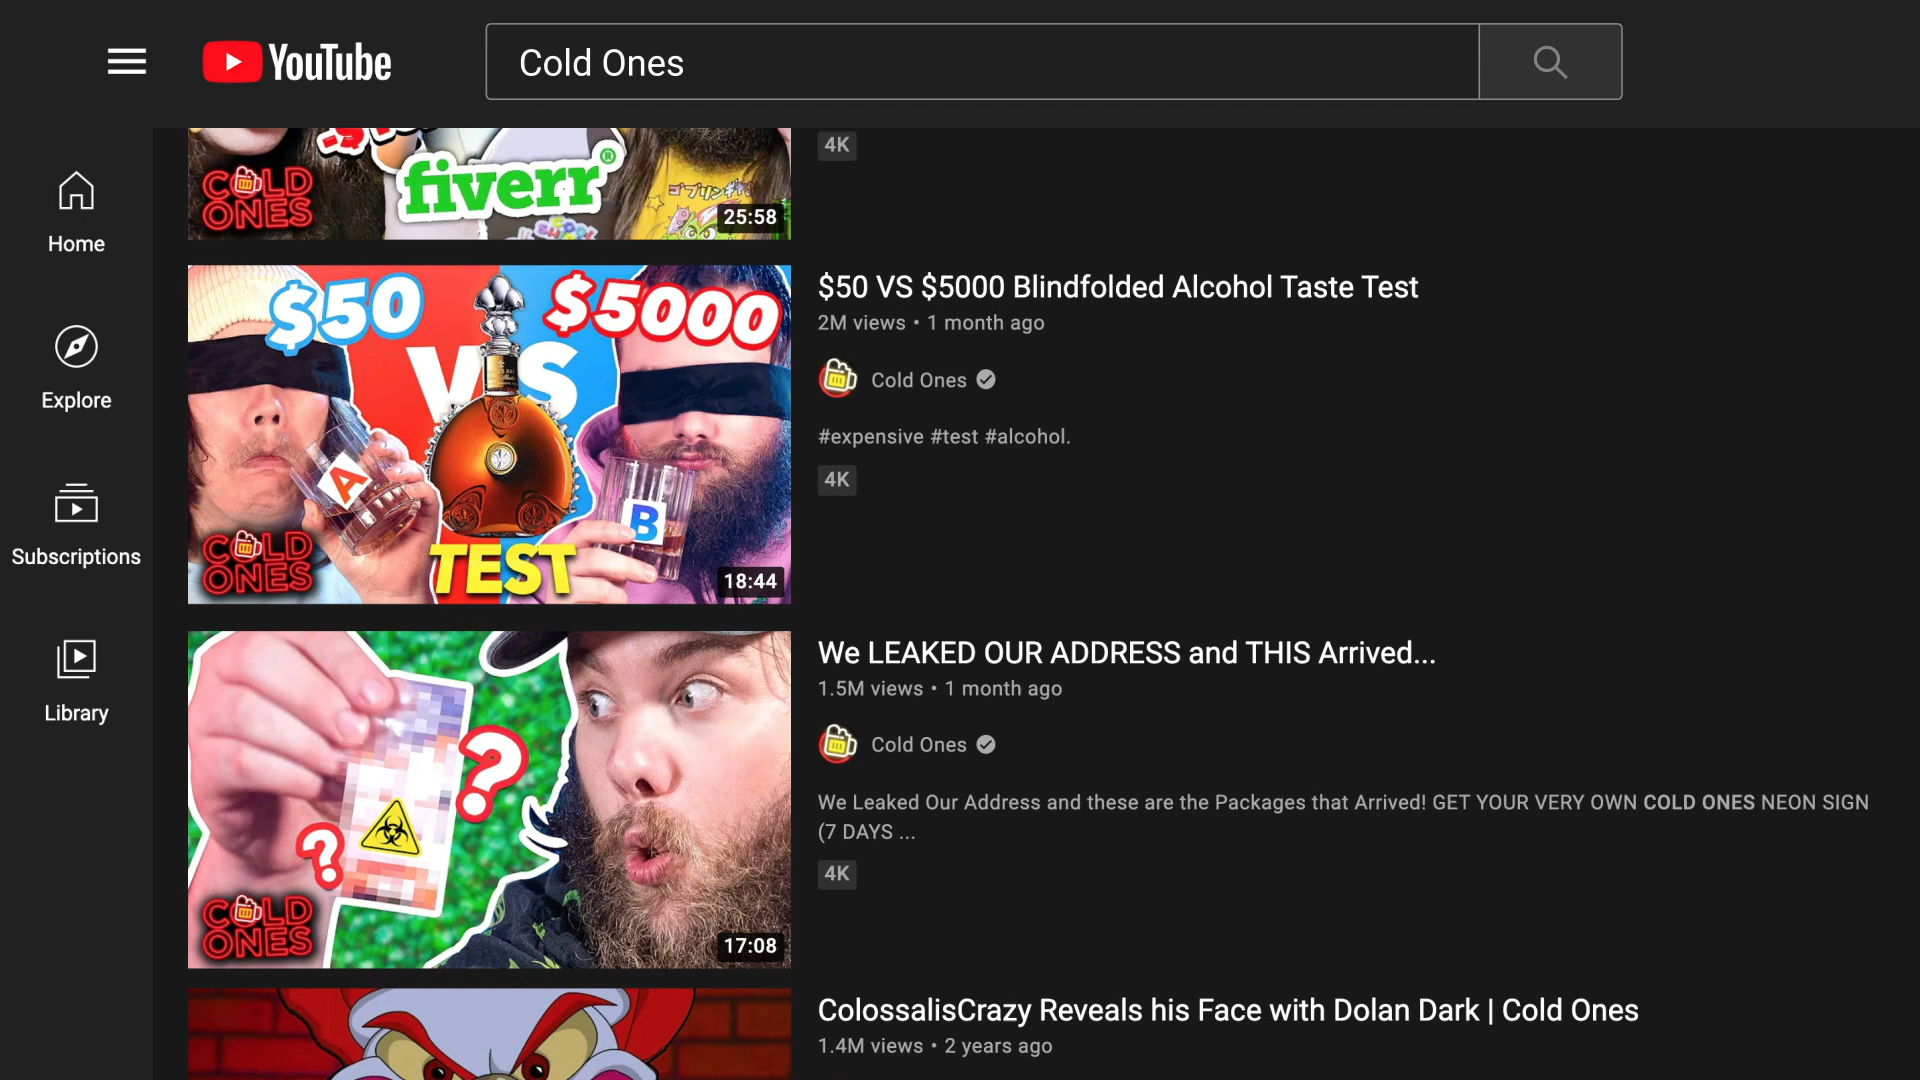 YouTube
Cold Ones
Home
Explore
Subscriptions
Library
COLD
ONES
fiverr®
25:58
4K
$50 VS $5000
A
B
TEST
COLD
ONES
18:44
$50 VS $5000 Blindfolded Alcohol Taste Test
2M views • 1 month ago
Cold Ones
#expensive #test #alcohol.
4K
? ?
COLD
ONES
17:08
We LEAKED OUR ADDRESS and THIS Arrived...
1.5M views • 1 month ago
Cold Ones
We Leaked Our Address and these are the Packages that Arrived! GET YOUR VERY OWN COLD ONES NEON SIGN
(7 DAYS ...
4K
ColossalisCrazy Reveals his Face with Dolan Dark | Cold Ones
1.4M views • 2 years ago